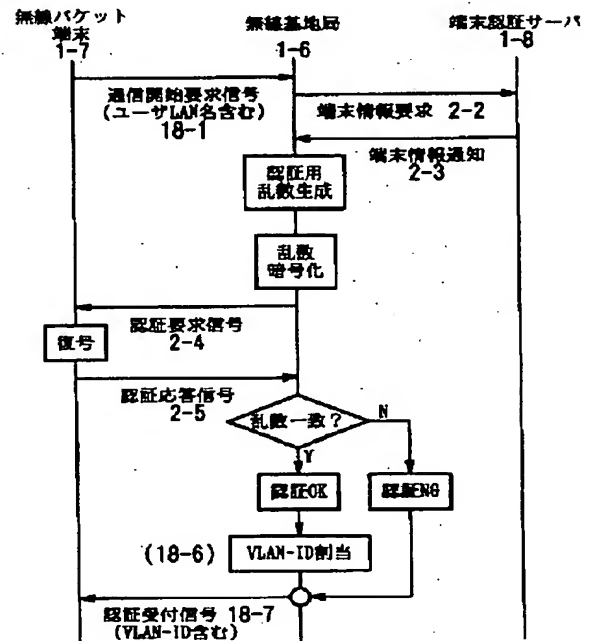 無線パケット
端末
1-7
無線基地局
1-6
端末認証サーバ
1-8
通信開始要求信号
(ユーザLAN名含む)
18-1
端末情報要求 2-2
端末情報通知
2-3
認証用
乱数生成
乱数
暗号化
認証要求信号
2-4
復号
認証応答信号
2-5
乱数一致?
N
Y
認証OK
認証NG
(18-6)
VLAN-ID割当
認証受付信号 18-7
(VLAN-ID含む)